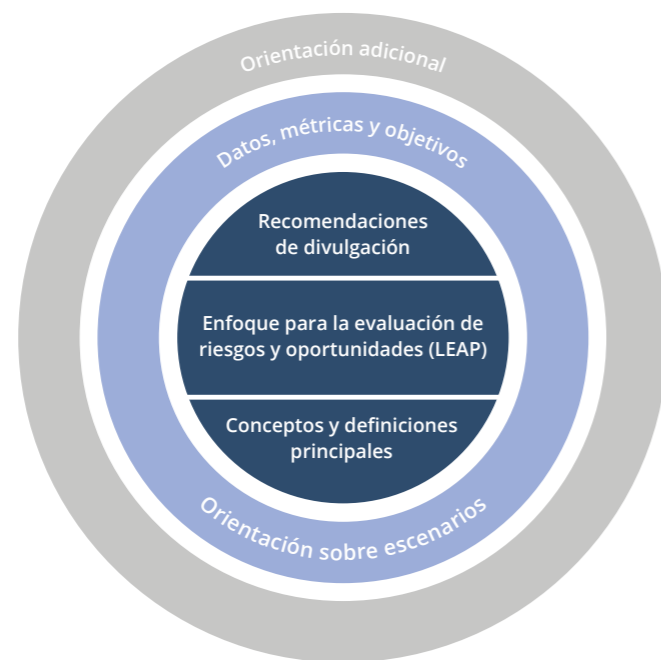 Orientación adicional
Datos, métricas y objetivos
Recomendaciones
de divulgación
Enfoque para la evaluación de
riesgos y oportunidades (LEAP)
Conceptos y definiciones
principales
Orientación sobre escenarios